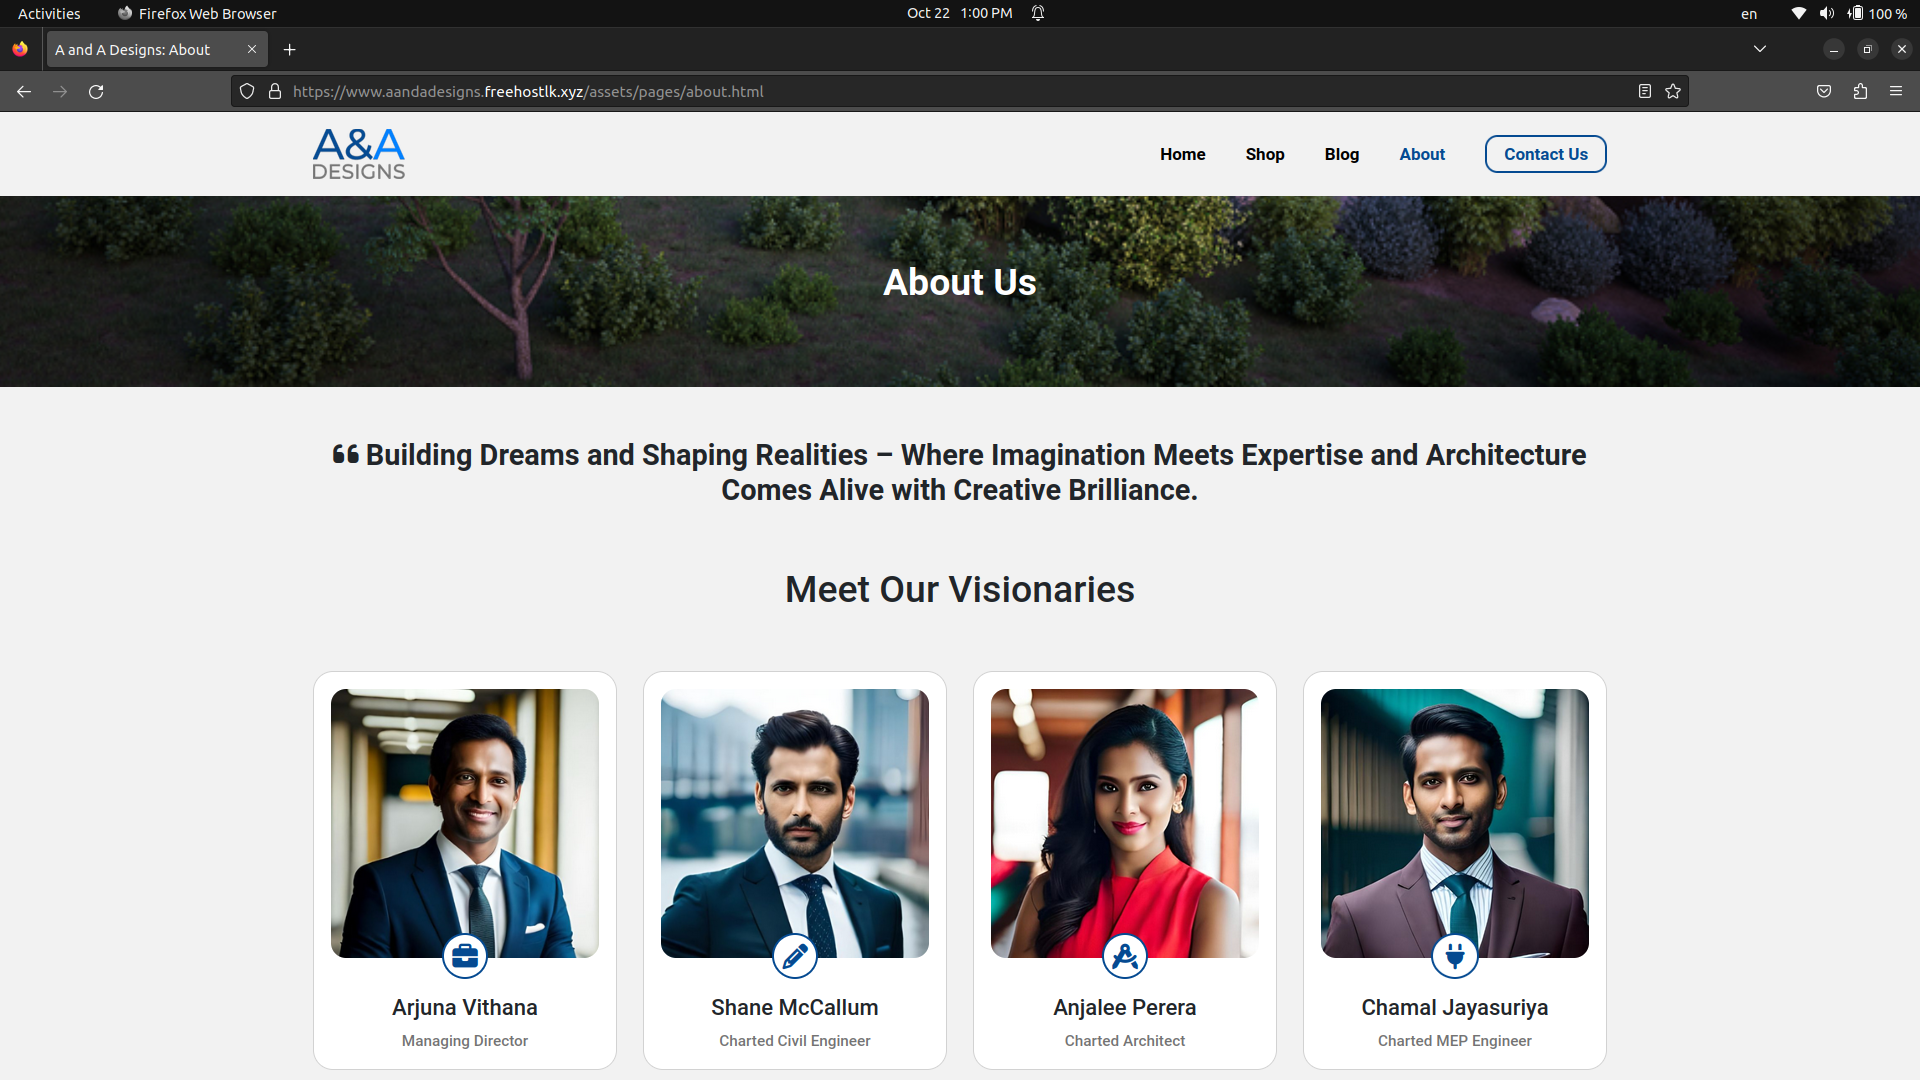 Activities Firefox Web Browser Oct 22 1:00 PM en 100 %
A and A Designs: About
https://www.aandadesigns.freehostlk.xyz/assets/pages/about.html
A&A
DESIGNS
Home Shop Blog About Contact Us
About Us
Building Dreams and Shaping Realities – Where Imagination Meets Expertise and Architecture
Comes Alive with Creative Brilliance.
Meet Our Visionaries
Arjuna Vithana
Managing Director
Shane McCallum
Charted Civil Engineer
Anjalee Perera
Charted Architect
Chamal Jayasuriya
Charted MEP Engineer